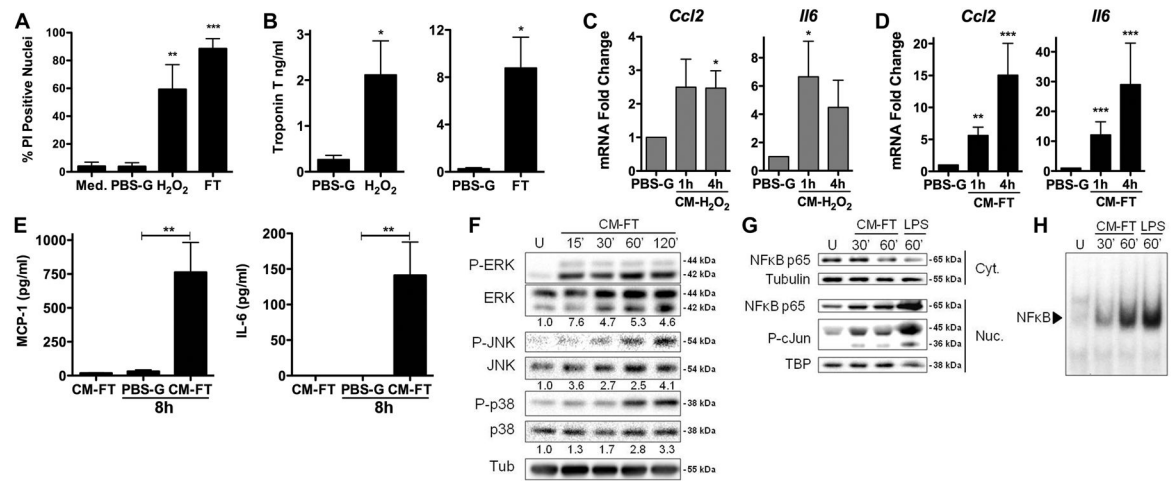 A
% PI Positive Nuclei
100
80
60
40
20
0
**
***
Med. PBS-G H₂O₂ FT
B
Troponin T ng/ml
3
2
1
0
*
PBS-G H₂O₂
12
8
4
0
*
PBS-G FT
C
mRNA Fold Change
Ccl2
5
4
3
2
1
0
*
PBS-G 1h 4h
CM-H₂O₂
Il6
10
8
6
4
2
0
*
PBS-G 1h 4h
CM-H₂O₂
D
mRNA Fold Change
Ccl2
20
15
10
5
0
**
***
PBS-G 1h 4h
CM-FT
Il6
50
40
30
20
10
0
***
***
PBS-G 1h 4h
CM-FT
E
MCP-1 (pg/ml)
1000
750
500
250
0
**
CM-FT PBS-G CM-FT
8h
IL-6 (pg/ml)
200
150
100
50
0
**
CM-FT PBS-G CM-FT
8h
F
CM-FT
U 15' 30' 60' 120'
P-ERK
-44 kDa
-42 kDa
ERK
-44 kDa
-42 kDa
1.0 7.6 4.7 5.3 4.6
P-JNK
-54 kDa
JNK
-54 kDa
1.0 3.6 2.7 2.5 4.1
P-p38
-38 kDa
p38
-38 kDa
1.0 1.3 1.7 2.8 3.3
Tub
-55 kDa
G
CM-FT LPS
U 30' 60' 60'
NFκB p65
-65 kDa
Tubulin
-55 kDa
Cyt.
NFκB p65
-65 kDa
P-cJun
-45 kDa
-36 kDa
TBP
-38 kDa
Nuc.
H
CM-FT LPS
U 30' 60' 60'
NFκB